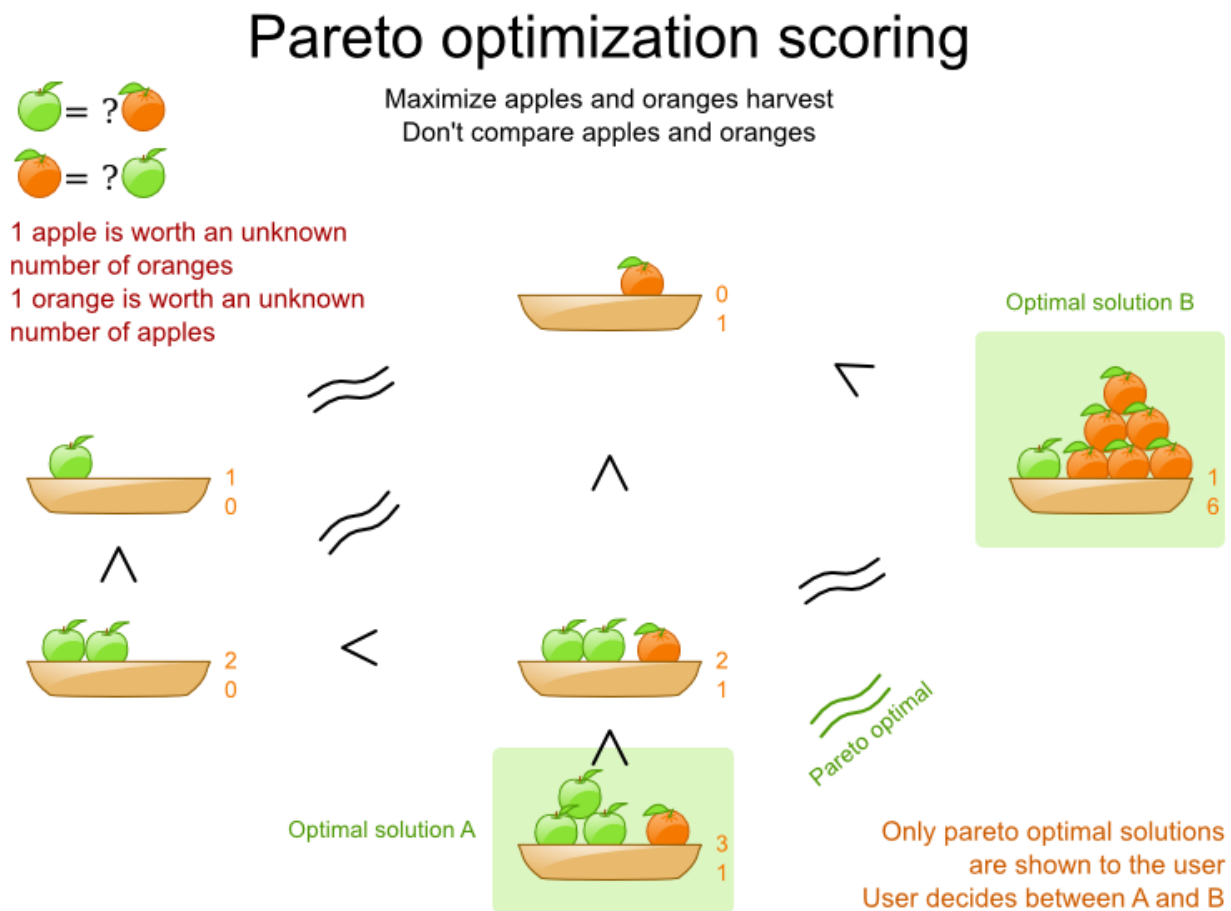 Pareto optimization scoring
Maximize apples and oranges harvest
Don't compare apples and oranges
= ?
= ?
1 apple is worth an unknown
number of oranges
1 orange is worth an unknown
number of apples
0
1
Optimal solution B
1
0
1
6
2
0
2
1
Pareto optimal
Optimal solution A
3
1
Only pareto optimal solutions
are shown to the user
User decides between A and B